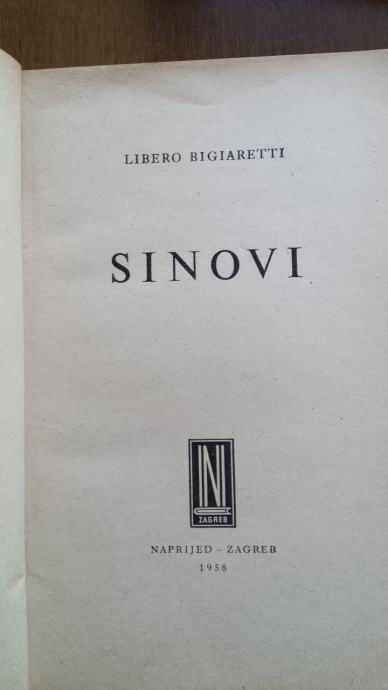 LIBERO BIGIARETTI
SINOVI
N
ZAGREB
NAPRIJED – ZAGREB
1958